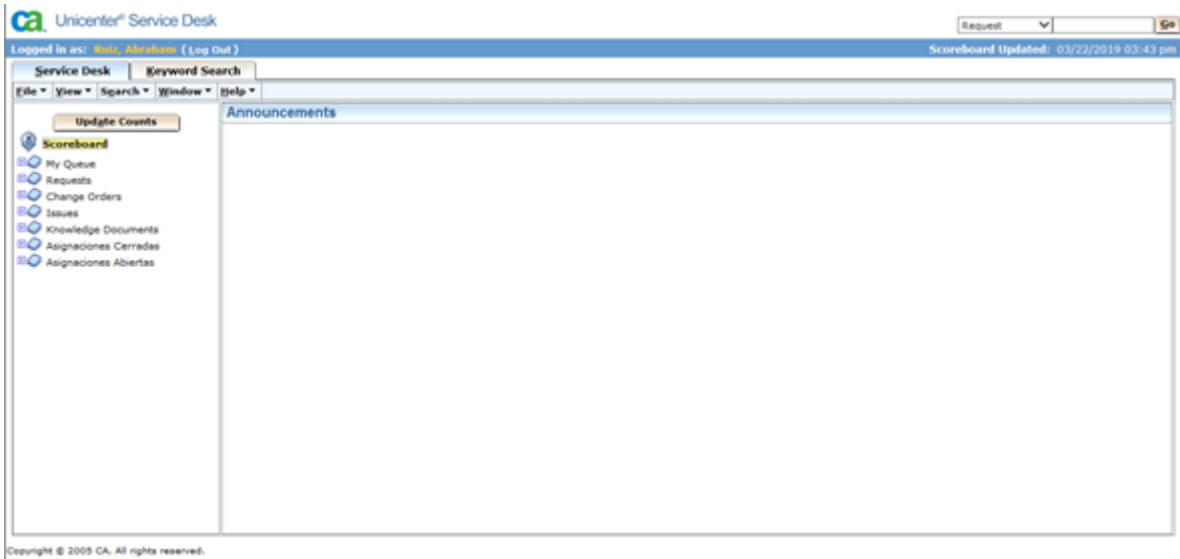 ca Unicenter® Service Desk
Request Go
Logged in as: Ruiz, Abraham (Log Out) Scoreboard Updated: 03/22/2019 03:43 pm
Service Desk Keyword Search
File View Search Window Help
Update Counts
Announcements
Scoreboard
My Queue
Requests
Change Orders
Issues
Knowledge Documents
Asignaciones Cerradas
Asignaciones Abiertas
Copyright © 2005 CA. All rights reserved.